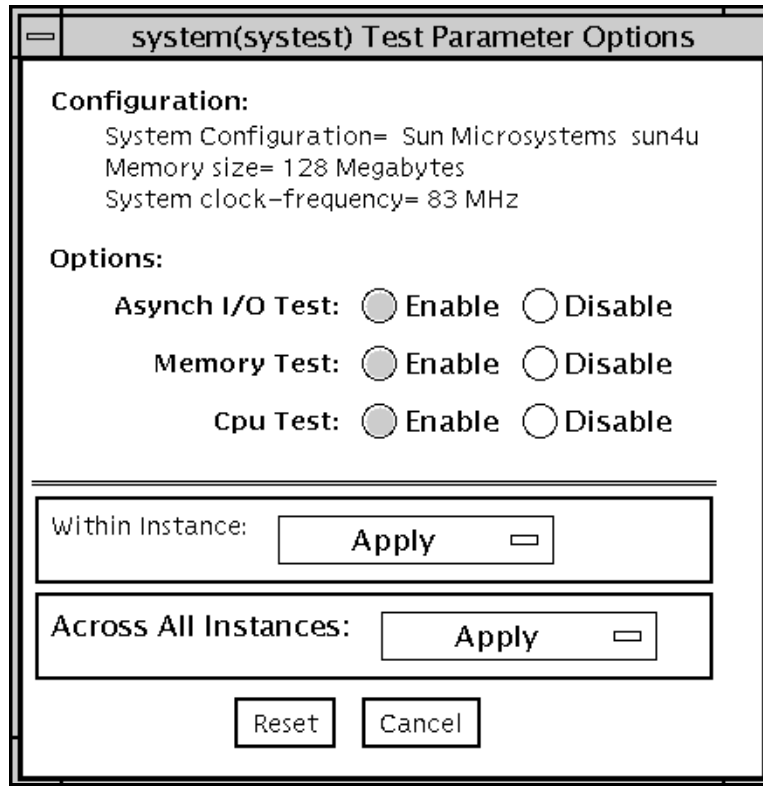 system(systest) Test Parameter Options
Configuration:
System Configuration= Sun Microsystems sun4u
Memory size= 128 Megabytes
System clock-frequency= 83 MHz
Options:
Asynch I/O Test: Enable Disable
Memory Test: Enable Disable
Cpu Test: Enable Disable
Within Instance: Apply
Across All Instances: Apply
Reset Cancel